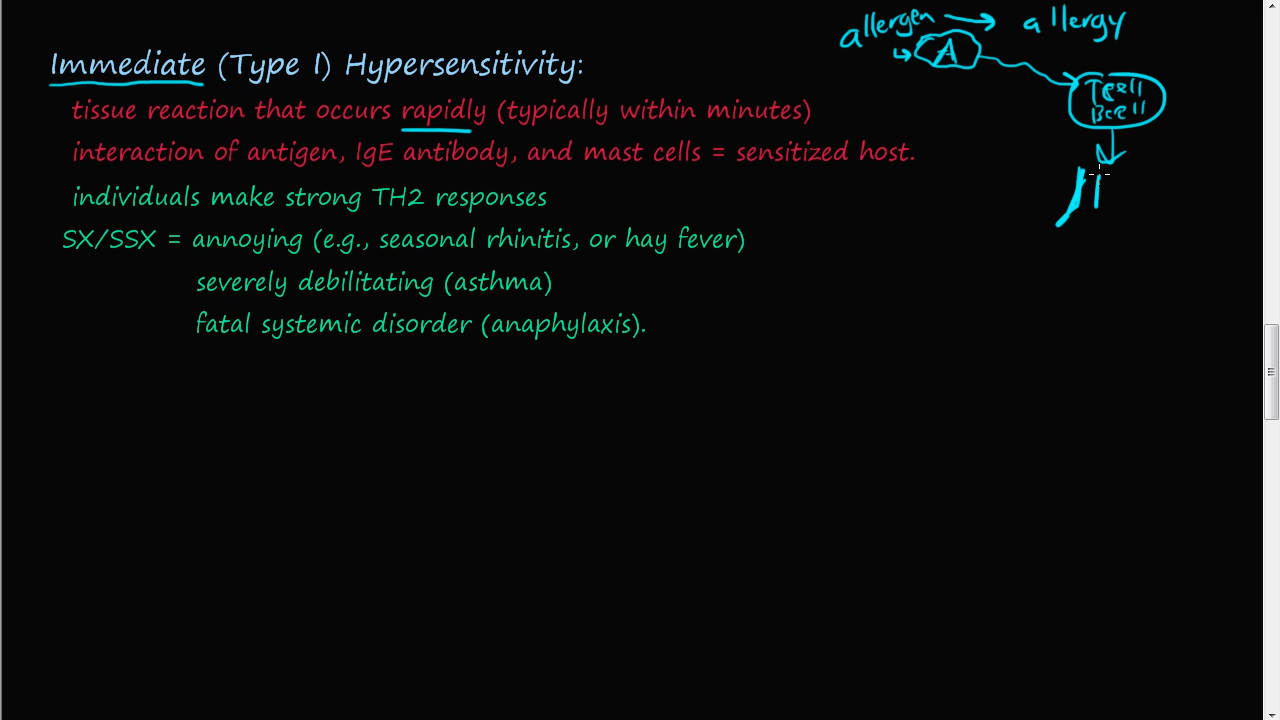 allergen → allergy
A
T cell
B cell
Immediate (Type I) Hypersensitivity:
tissue reaction that occurs rapidly (typically within minutes)
interaction of antigen, IgE antibody, and mast cells = sensitized host.
individuals make strong TH2 responses
SX/SSX = annoying (e.g., seasonal rhinitis, or hay fever)
severely debilitating (asthma)
fatal systemic disorder (anaphylaxis).